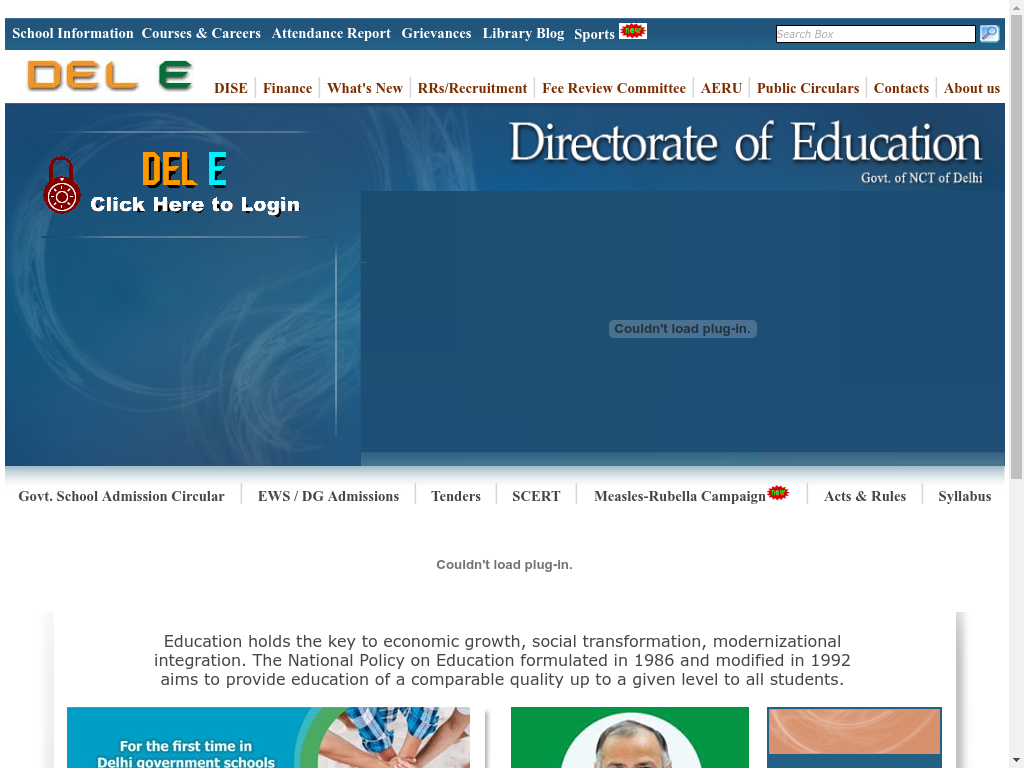 School Information Courses & Careers Attendance Report Grievances Library Blog Sports new Search Box
DEL E
DISE Finance What's New RRs/Recruitment Fee Review Committee AERU Public Circulars Contacts About us
Directorate of Education
Govt. of NCT of Delhi
DEL E
Click Here to Login
Couldn't load plug-in.
Govt. School Admission Circular EWS / DG Admissions Tenders SCERT Measles-Rubella Campaign new Acts & Rules Syllabus
Couldn't load plug-in.
Education holds the key to economic growth, social transformation, modernizational
integration. The National Policy on Education formulated in 1986 and modified in 1992
aims to provide education of a comparable quality up to a given level to all students.
For the first time in
Delhi government schools